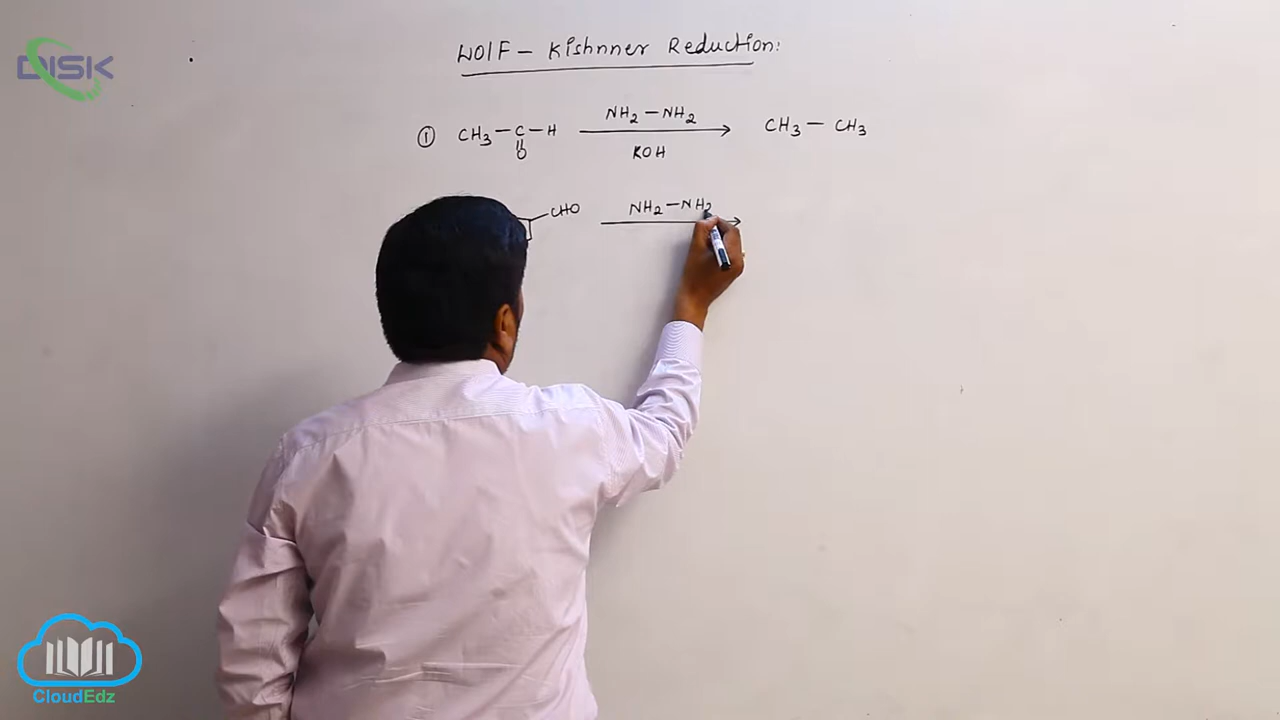 DISK
WOlF - Kishnner Reduction:
① CH3 - C - H NH2 - NH2 CH3 - CH3
O KOH
CHO NH2 - NH2
CloudEdz